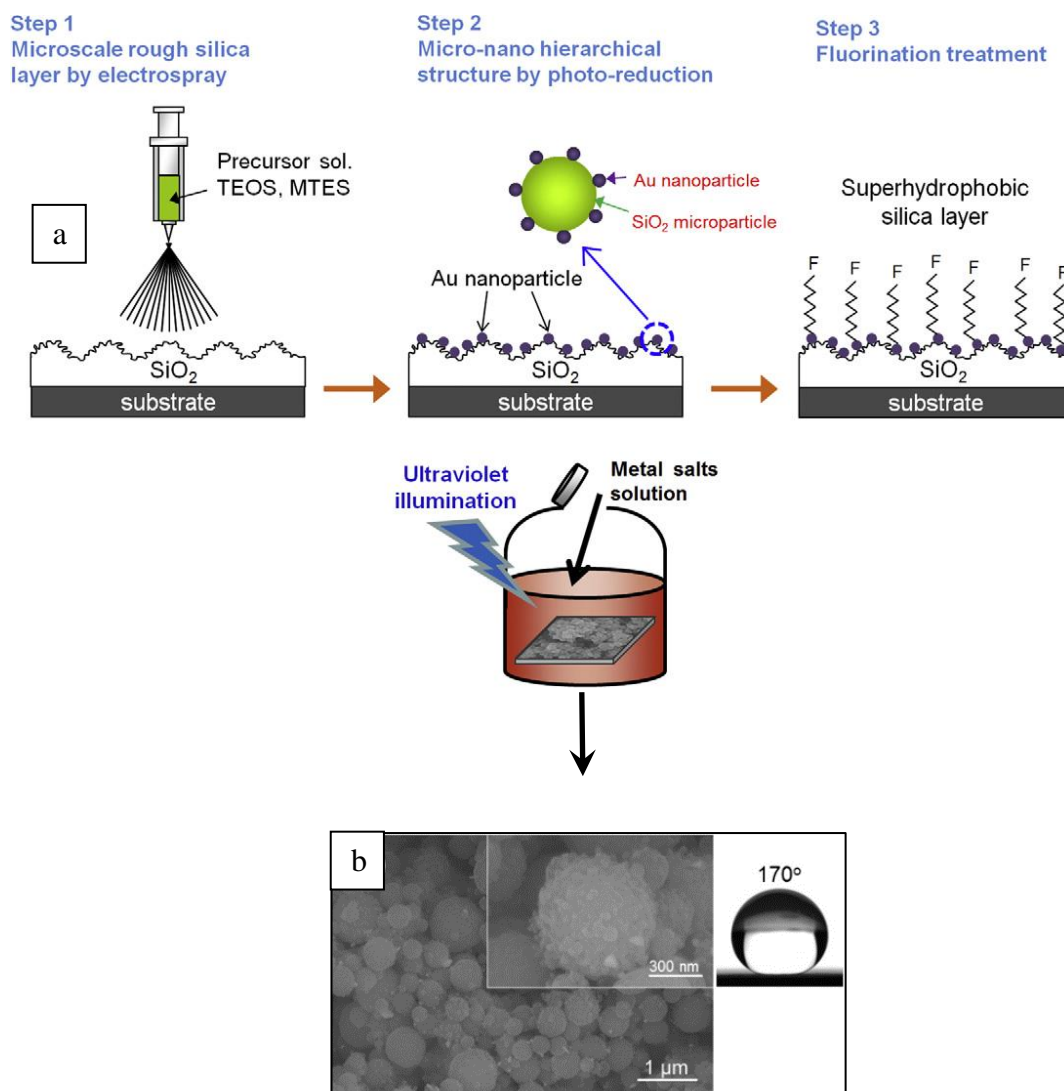 Step 1
Microscale rough silica
layer by electrospray
Precursor sol.
TEOS, MTES
a
SiO₂
substrate
Step 2
Micro-nano hierarchical
structure by photo-reduction
Au nanoparticle
SiO₂ microparticle
Au nanoparticle
SiO₂
substrate
Step 3
Fluorination treatment
Superhydrophobic
silica layer
F F F F F F F
SiO₂
substrate
Ultraviolet
illumination
Metal salts
solution
b
300 nm
1 µm
170°